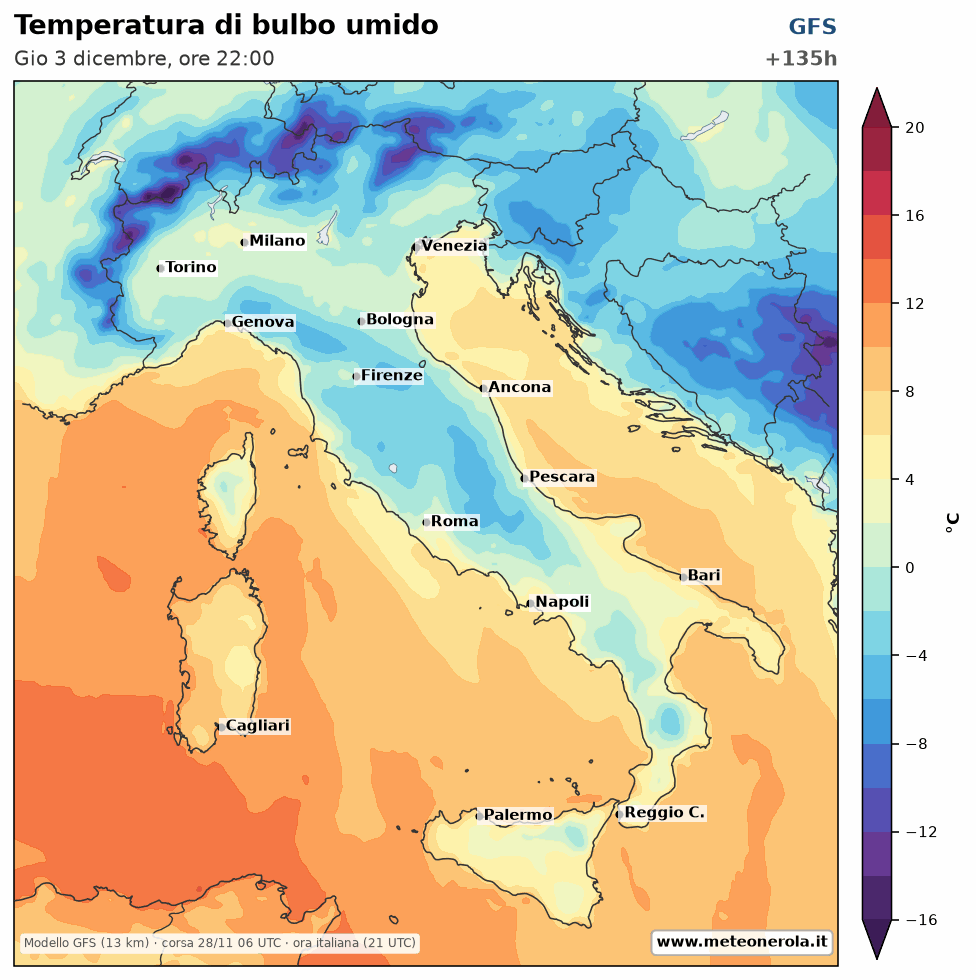 Temperatura di bulbo umido
GFS
Gio 3 dicembre, ore 22:00
+135h
Milano
Venezia
Torino
Genova
Bologna
Firenze
Ancona
Pescara
Roma
Bari
Napoli
Cagliari
Palermo
Reggio C.
20
16
12
8
4
0
−4
−8
−12
−16
°C
Modello GFS (13 km) · corsa 28/11 06 UTC · ora italiana (21 UTC)
www.meteonerola.it